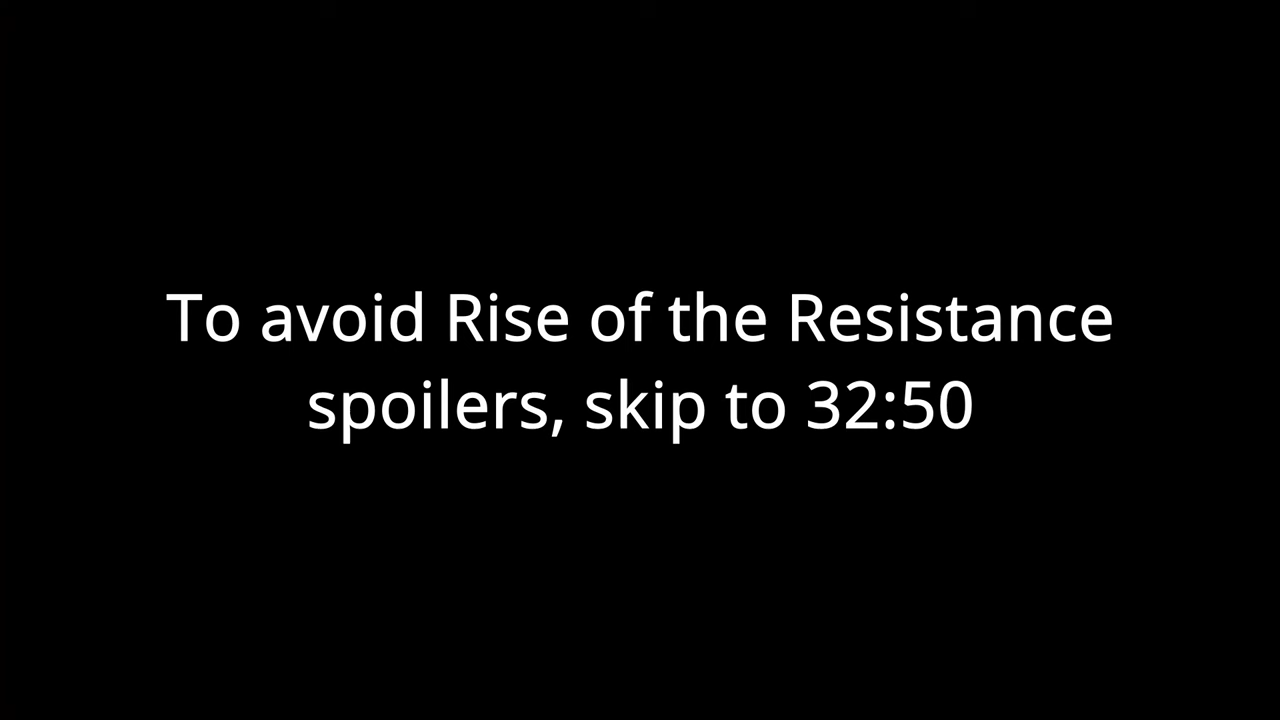 To avoid Rise of the Resistance
spoilers, skip to 32:50